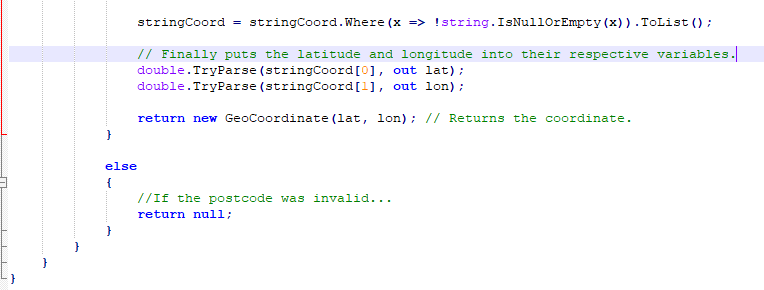 stringCoord = stringCoord.Where(x => !string.IsNullOrEmpty(x)).ToList();
// Finally puts the latitude and longitude into their respective variables.
double.TryParse(stringCoord[0], out lat);
double.TryParse(stringCoord[1], out lon);
return new GeoCoordinate(lat, lon); // Returns the coordinate.
}
else
{
//If the postcode was invalid...
return null;
}
}
}
}